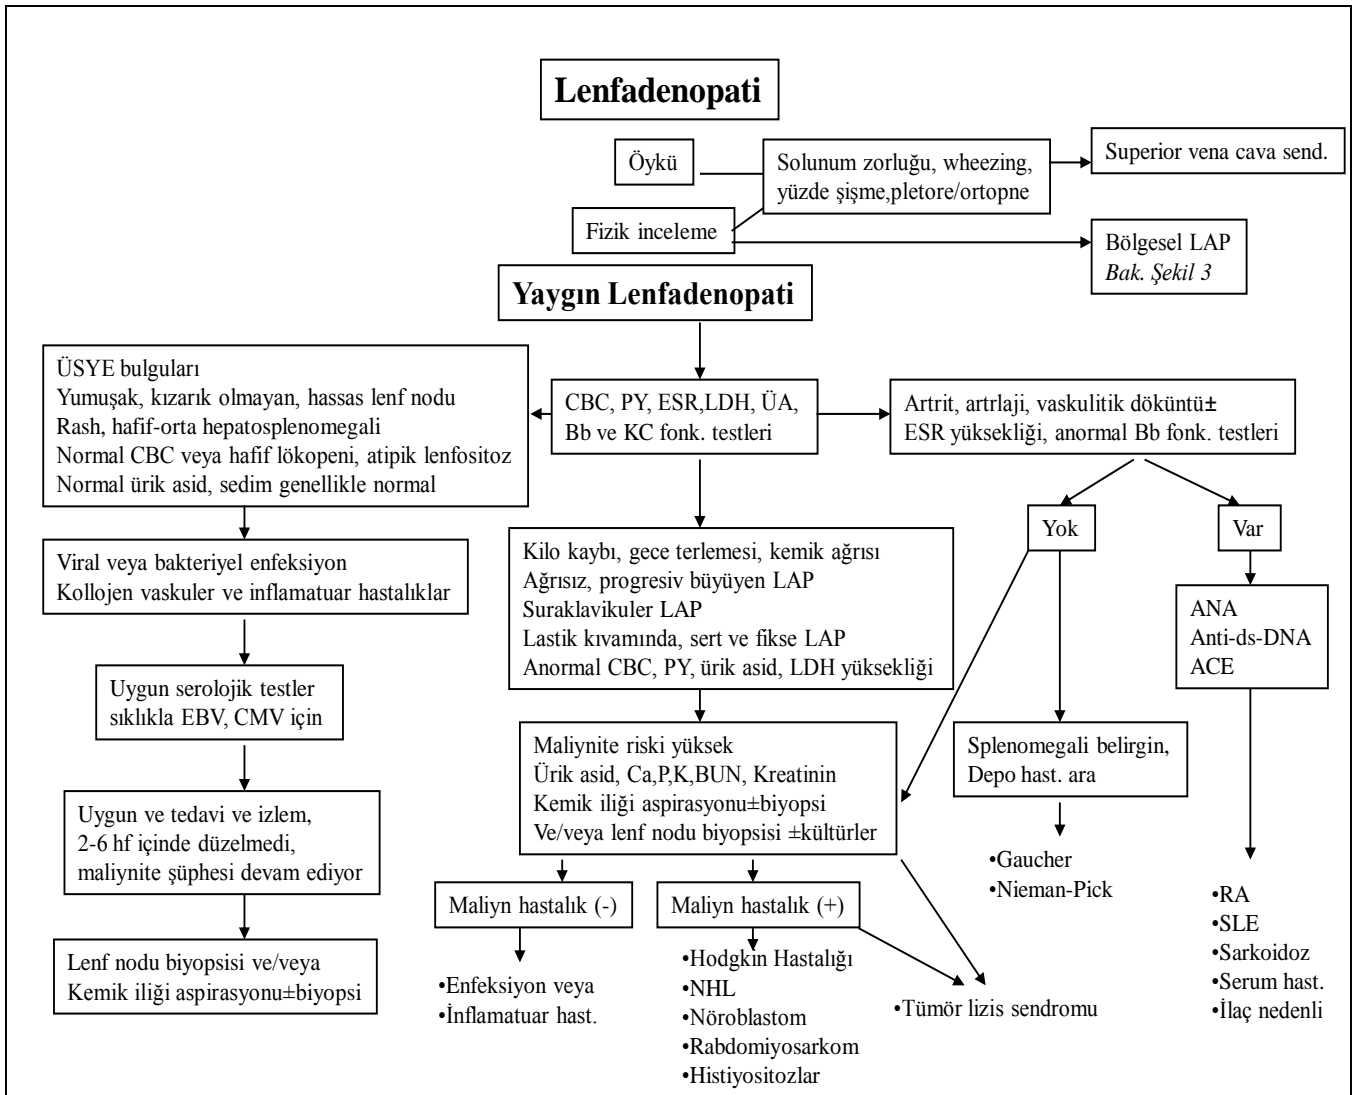 Lenfadenopati
Öykü
Solunum zorluğu, wheezing,
yüzde şişme,pletore/ortopne
Superior vena cava send.
Fizik inceleme
Bölgesel LAP
Bak. Şekil 3
Yaygın Lenfadenopati
ÜSYE bulguları
Yumuşak, kızarık olmayan, hassas lenf nodu
Rash, hafif-orta hepatosplenomegali
Normal CBC veya hafif lökopeni, atipik lenfositoz
Normal ürik asid, sedim genellikle normal
CBC, PY, ESR,LDH, ÜA,
Bb ve KC fonk. testleri
Artrit, artrlaji, vaskulitik döküntü±
ESR yüksekliği, anormal Bb fonk. testleri
Yok
Var
Viral veya bakteriyel enfeksiyon
Kollojen vaskuler ve inflamatuar hastalıklar
Kilo kaybı, gece terlemesi, kemik ağrısı
Ağrısız, progresiv büyüyen LAP
Suraklavikuler LAP
Lastik kıvamında, sert ve fikse LAP
Anormal CBC, PY, ürik asid, LDH yüksekliği
ANA
Anti-ds-DNA
ACE
Uygun serolojik testler
sıklıkla EBV, CMV için
Maliynite riski yüksek
Ürik asid, Ca,P,K,BUN, Kreatinin
Kemik iliği aspirasyonu±biyopsi
Ve/veya lenf nodu biyopsisi ±kültürler
Splenomegali belirgin,
Depo hast. ara
Uygun ve tedavi ve izlem,
2-6 hf içinde düzelmedi,
maliynite şüphesi devam ediyor
•Gaucher
•Nieman-Pick
Maliyn hastalık (-)
Maliyn hastalık (+)
•RA
•SLE
•Sarkoidoz
•Serum hast.
•İlaç nedenli
Lenf nodu biyopsisi ve/veya
Kemik iliği aspirasyonu±biyopsi
•Enfeksiyon veya
•İnflamatuar hast.
•Hodgkin Hastalığı
•NHL
•Nöroblastom
•Rabdomiyosarkom
•Histiyositozlar
•Tümör lizis sendromu